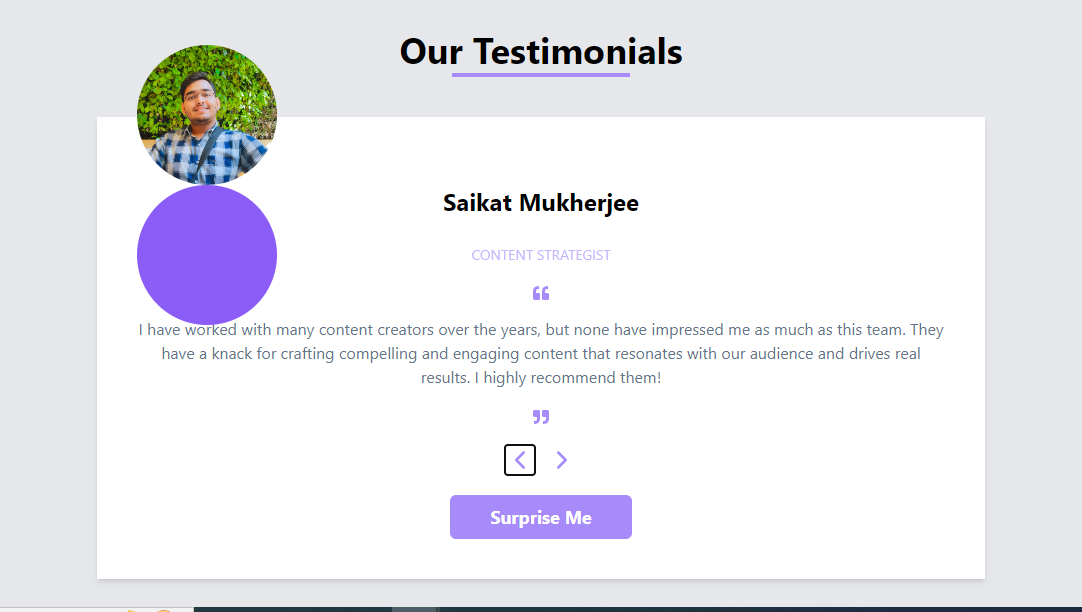 Our Testimonials
Saikat Mukherjee
CONTENT STRATEGIST
“
I have worked with many content creators over the years, but none have impressed me as much as this team. They
have a knack for crafting compelling and engaging content that resonates with our audience and drives real
results. I highly recommend them!
”
Surprise Me